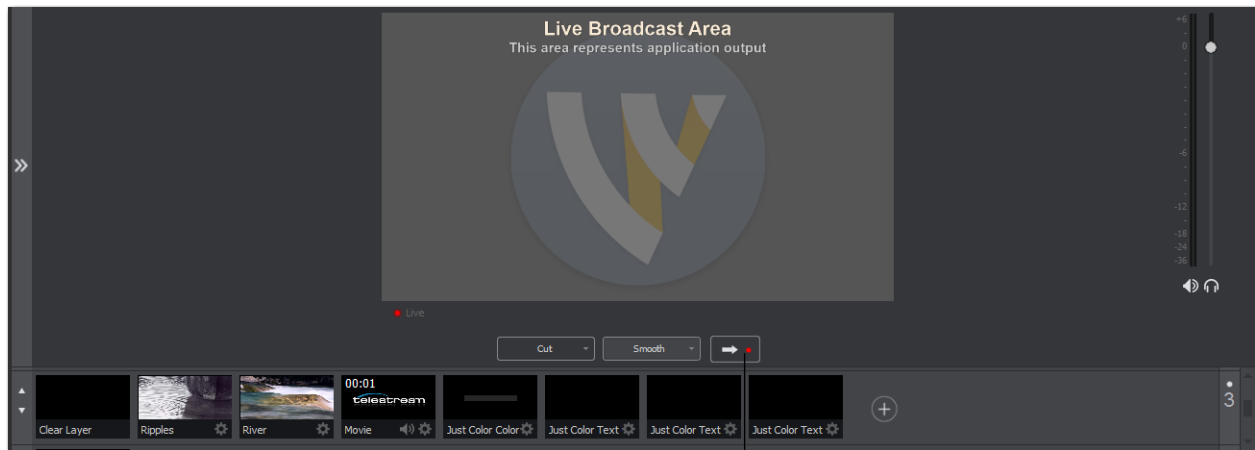 Live Broadcast Area
This area represents application output
+6
0
-6
-12
-18
-24
-36
Live
Cut
Smooth
00:01
telestream
3
Clear Layer
Ripples
River
Movie
Just Color Color
Just Color Text
Just Color Text
Just Color Text